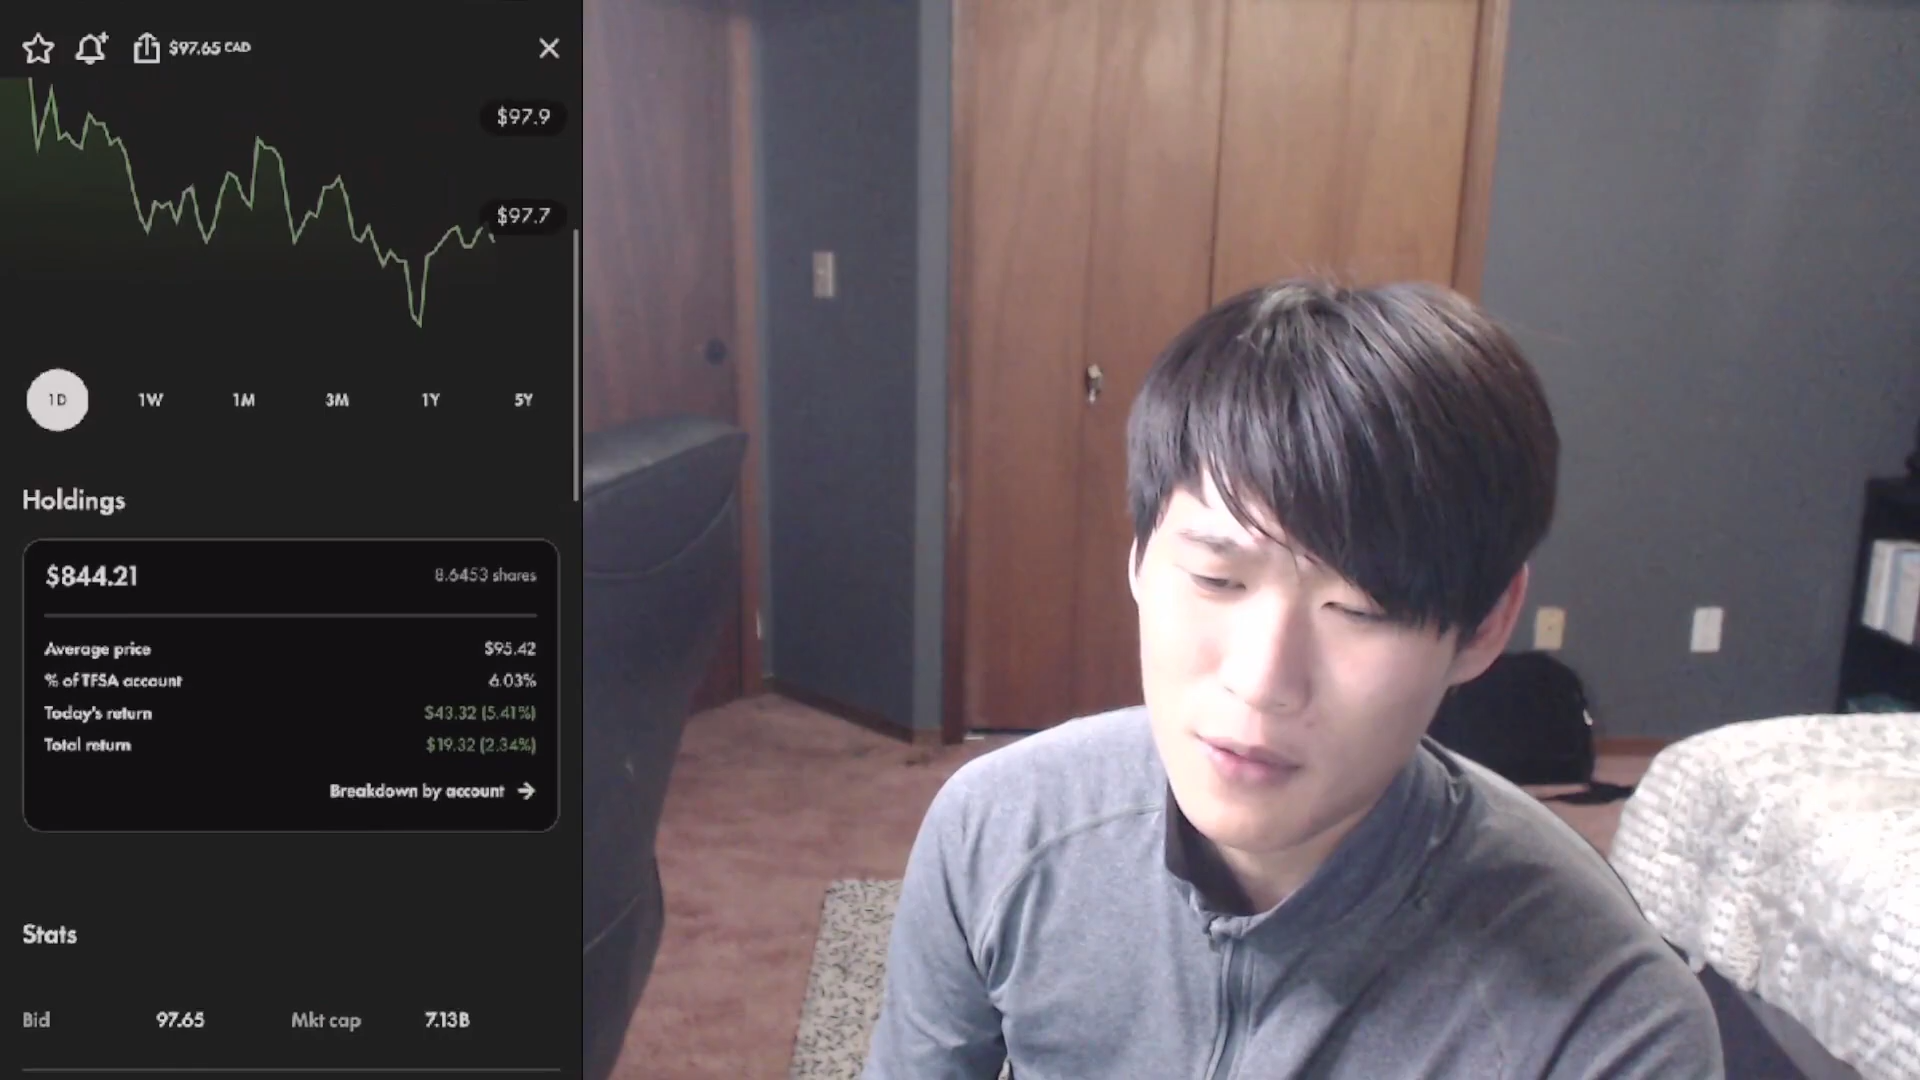 $97.65 CAD
$97.9
$97.7
1D 1W 1M 3M 1Y 5Y
Holdings
$844.21 8.6453 shares
Average price $95.42
% of TFSA account 6.03%
Today's return $43.32 (5.41%)
Total return $19.32 (2.34%)
Breakdown by account →
Stats
Bid 97.65 Mkt cap 7.13B